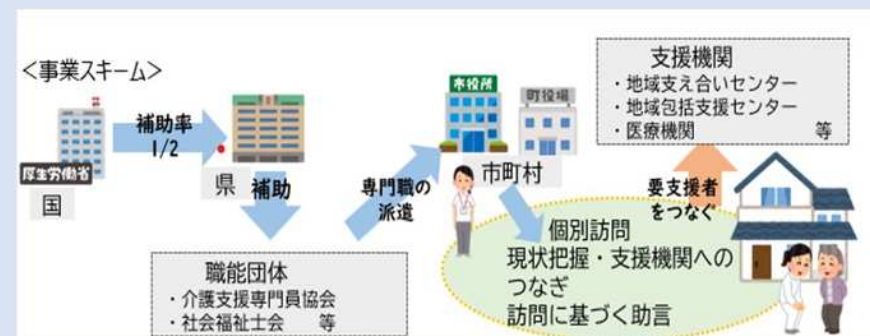 <事業スキーム>
厚生労働省
国
補助率
1/2
県
補助
職能団体
・介護支援専門員協会
・社会福祉士会　等
専門職の
派遣
市役所
町役場
市町村
個別訪問
現状把握・支援機関への
つなぎ
訪問に基づく助言
要支援者
をつなぐ
支援機関
・地域支え合いセンター
・地域包括支援センター
・医療機関　等